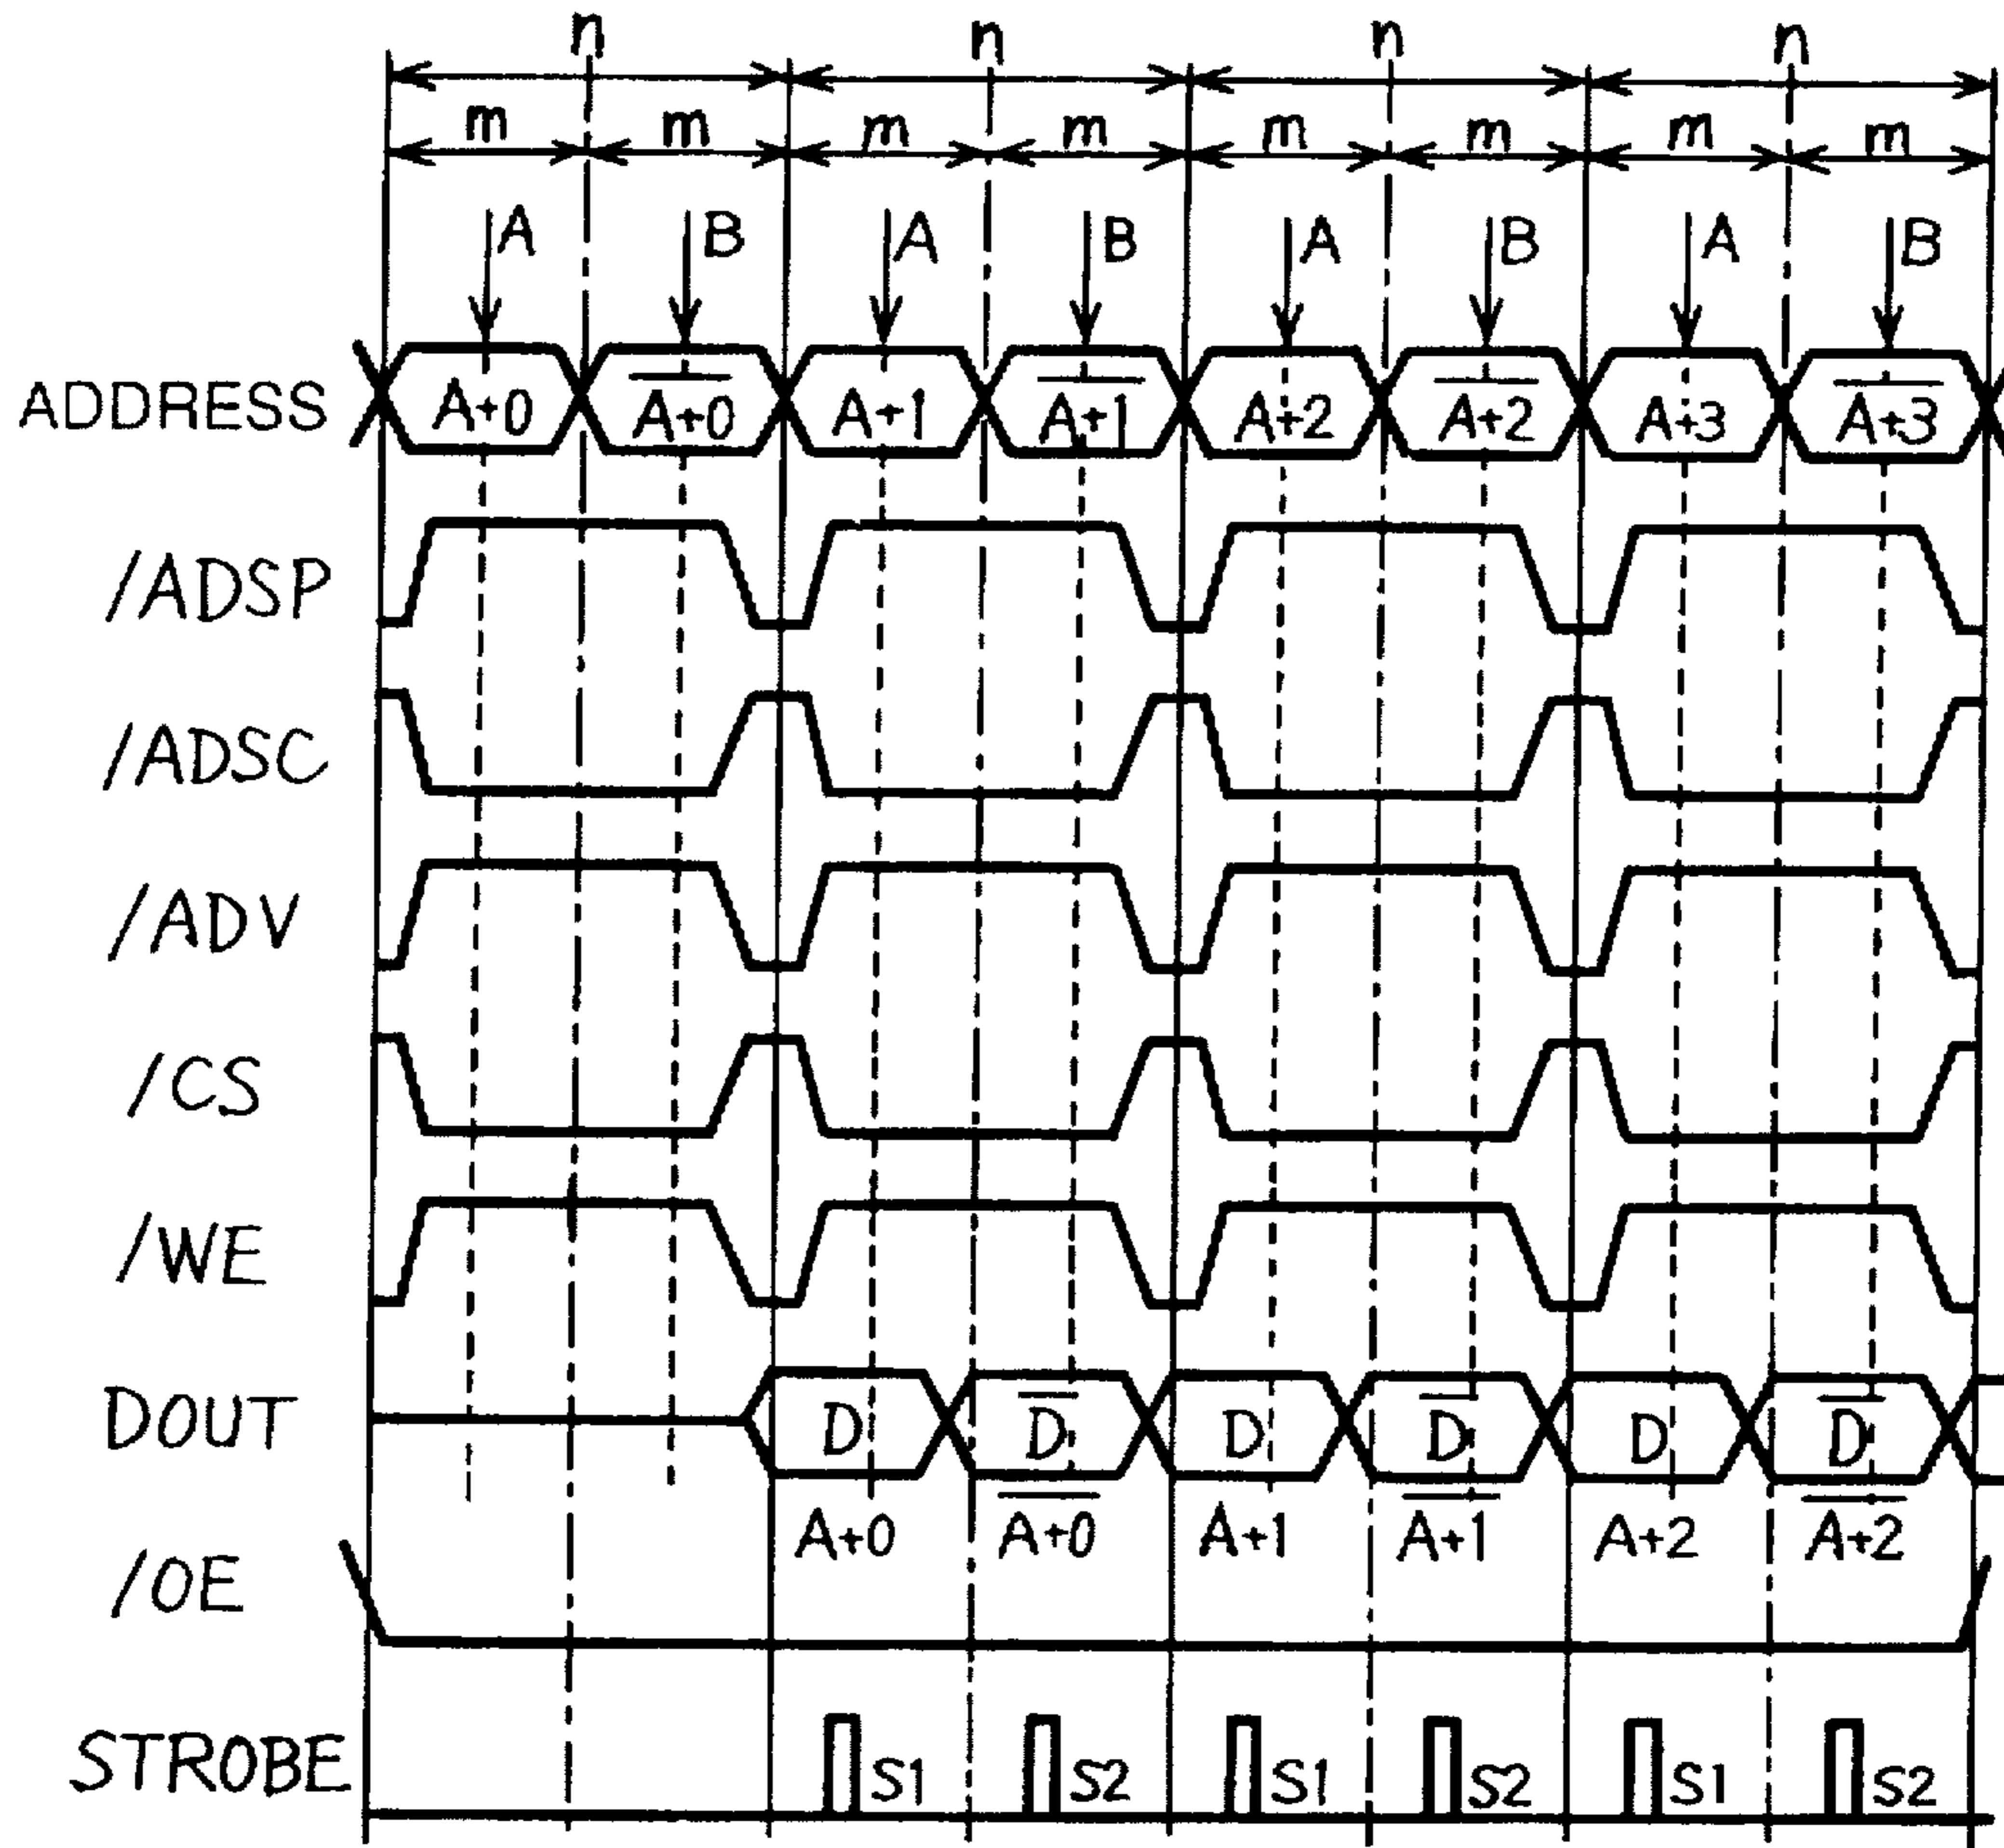 n n n n
m m m m m m m m
A B A B A B A B
ADDRESS A+0 A̅+̅0̅ A+1 A̅+̅1̅ A+2 A̅+̅2̅ A+3 A̅+̅3̅
/ADSP
/ADSC
/ADV
/CS
/WE
DOUT D D̅ D D̅ D D̅
A+0 A̅+̅0̅ A+1 A̅+̅1̅ A+2 A̅+̅2̅
/OE
STROBE S1 S2 S1 S2 S1 S2